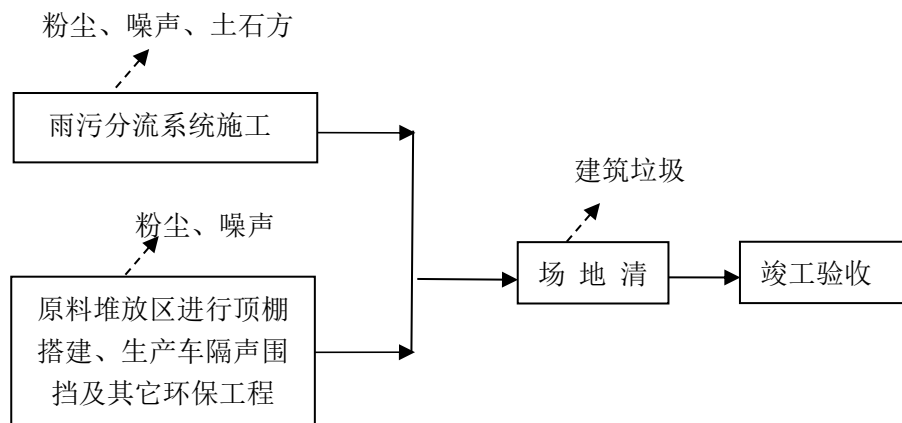 粉尘、噪声、土石方
雨污分流系统施工
建筑垃圾
粉尘、噪声
场 地 清
竣工验收
原料堆放区进行顶棚
搭建、生产车隔声围
挡及其它环保工程